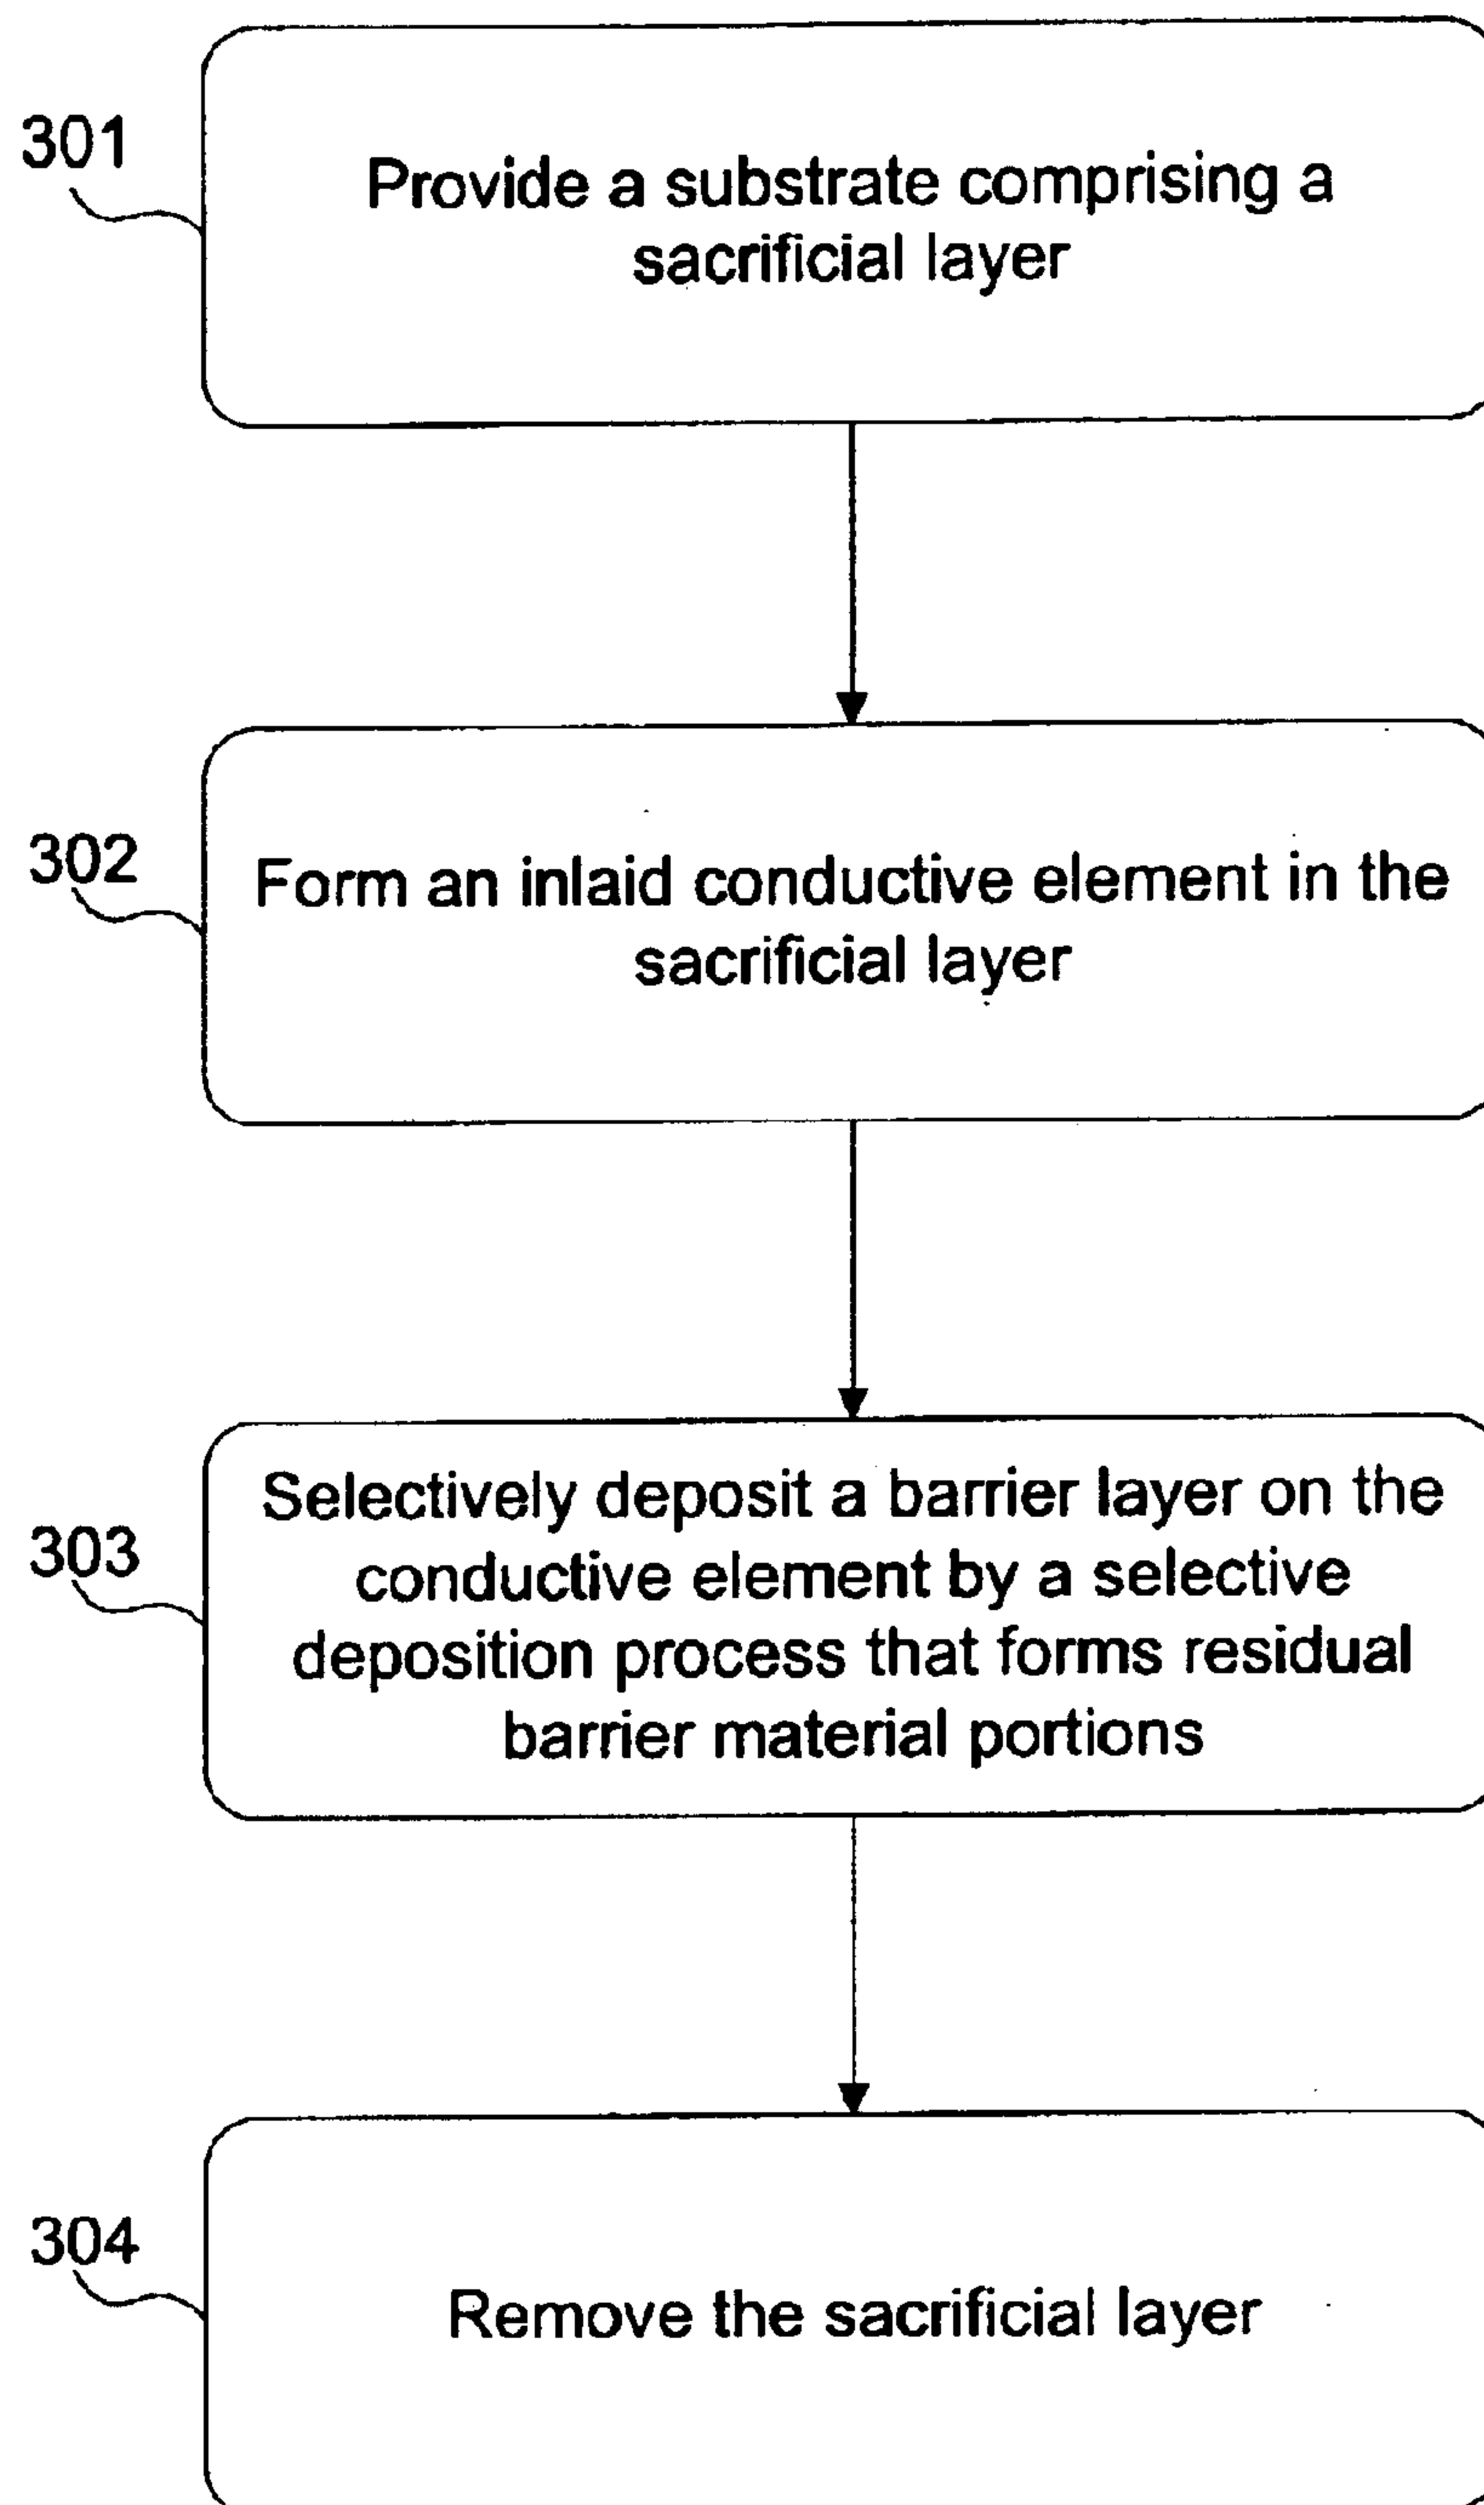 301
Provide a substrate comprising a
sacrificial layer
302
Form an inlaid conductive element in the
sacrificial layer
303
Selectively deposit a barrier layer on the
conductive element by a selective
deposition process that forms residual
barrier material portions
304
Remove the sacrificial layer